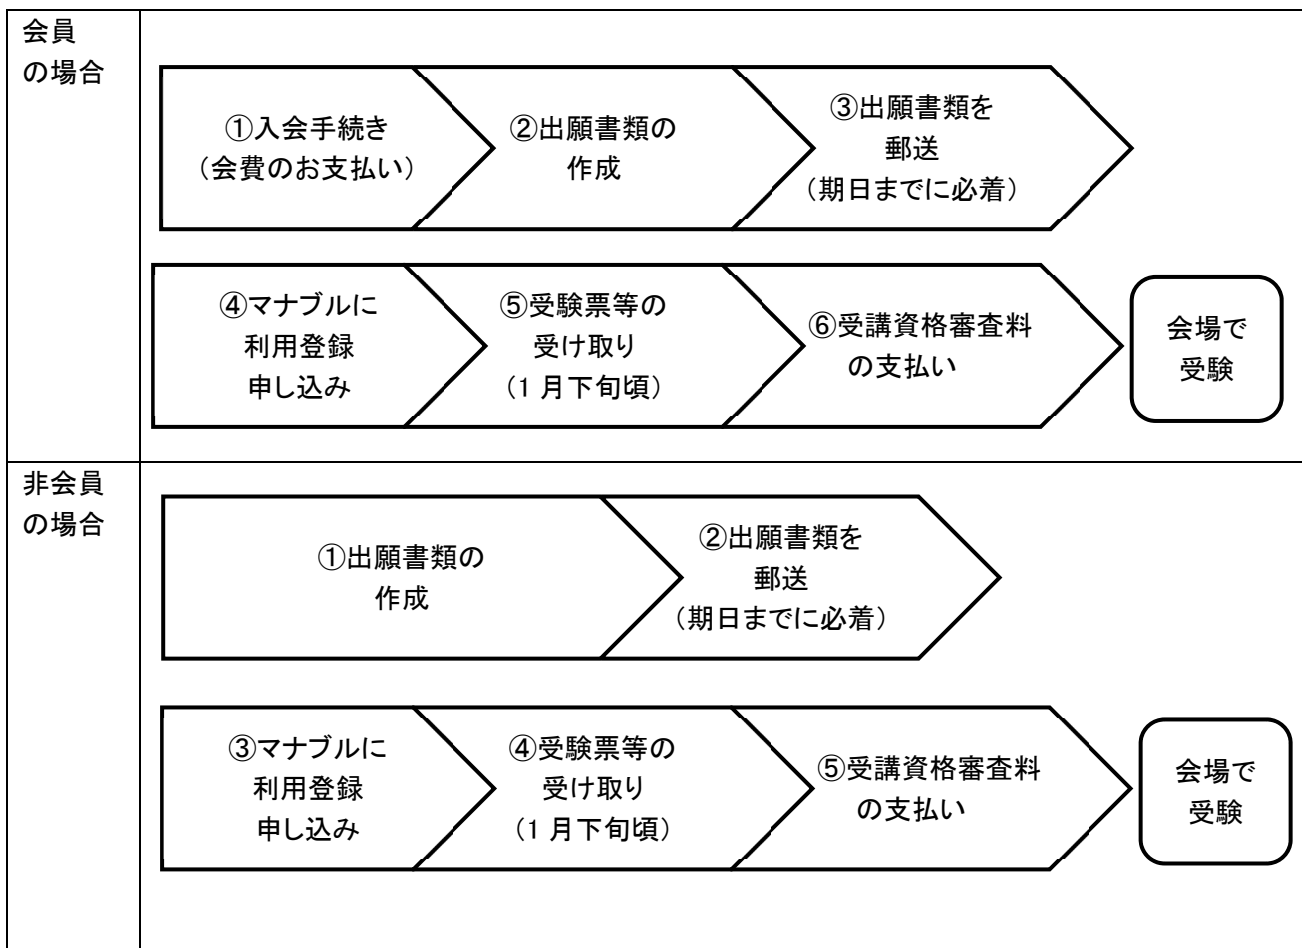 会員
の場合
①入会手続き
（会費のお支払い）
②出願書類の
作成
③出願書類を
郵送
（期日までに必着）
④マナブルに
利用登録
申し込み
⑤受験票等の
受け取り
（1月下旬頃）
⑥受講資格審査料
の支払い
会場で
受験
非会員
の場合
①出願書類の
作成
②出願書類を
郵送
（期日までに必着）
③マナブルに
利用登録
申し込み
④受験票等の
受け取り
（1月下旬頃）
⑤受講資格審査料
の支払い
会場で
受験